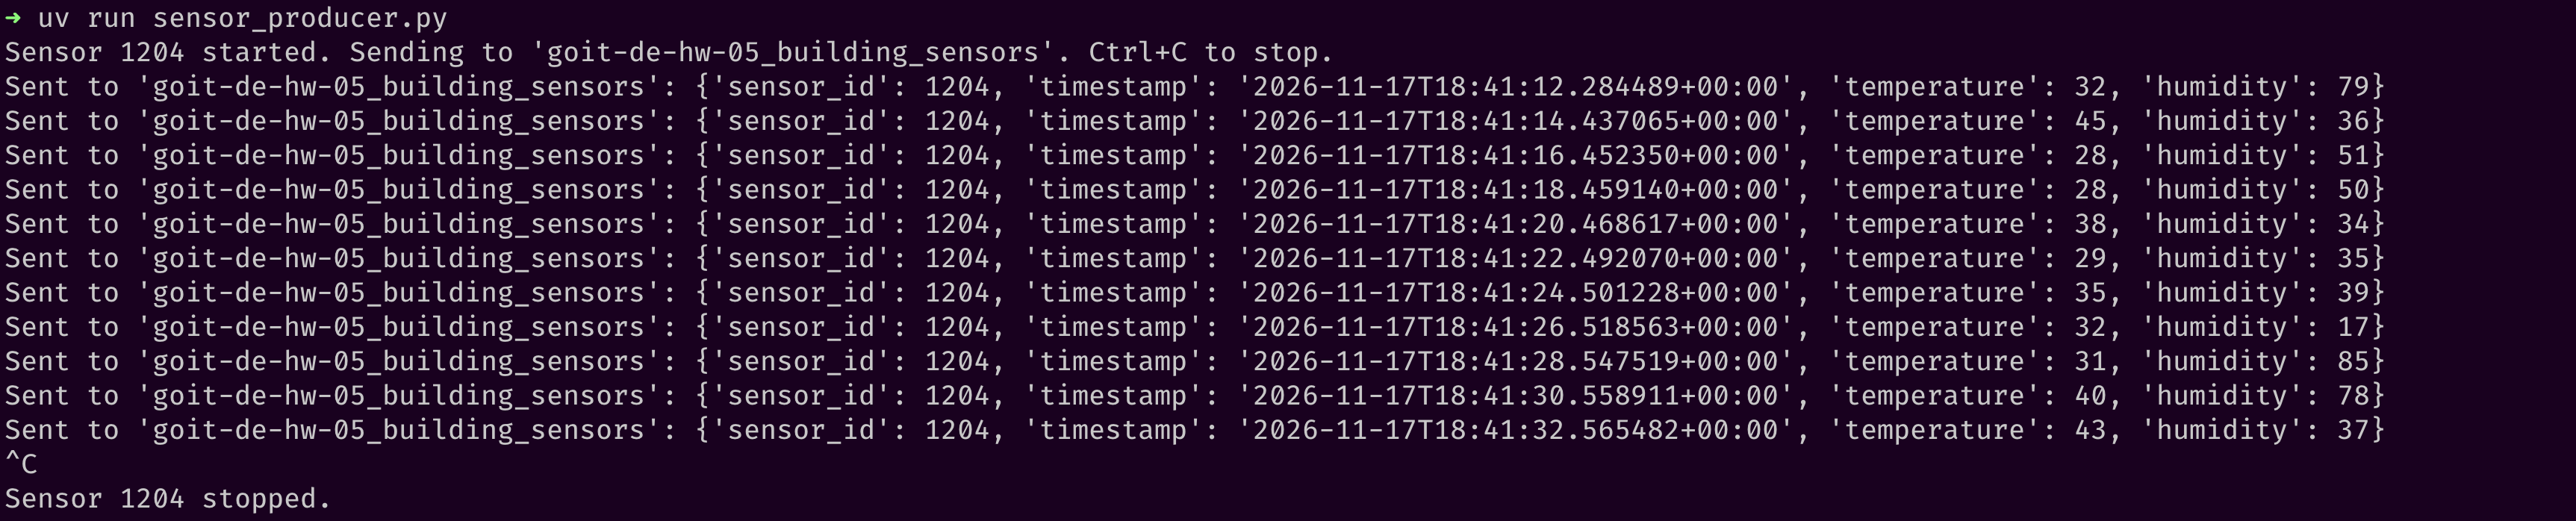 → uv run sensor_producer.py
Sensor 1204 started. Sending to 'goit-de-hw-05_building_sensors'. Ctrl+C to stop.
Sent to 'goit-de-hw-05_building_sensors': {'sensor_id': 1204, 'timestamp': '2026-11-17T18:41:12.284489+00:00', 'temperature': 32, 'humidity': 79}
Sent to 'goit-de-hw-05_building_sensors': {'sensor_id': 1204, 'timestamp': '2026-11-17T18:41:14.437065+00:00', 'temperature': 45, 'humidity': 36}
Sent to 'goit-de-hw-05_building_sensors': {'sensor_id': 1204, 'timestamp': '2026-11-17T18:41:16.452350+00:00', 'temperature': 28, 'humidity': 51}
Sent to 'goit-de-hw-05_building_sensors': {'sensor_id': 1204, 'timestamp': '2026-11-17T18:41:18.459140+00:00', 'temperature': 28, 'humidity': 50}
Sent to 'goit-de-hw-05_building_sensors': {'sensor_id': 1204, 'timestamp': '2026-11-17T18:41:20.468617+00:00', 'temperature': 38, 'humidity': 34}
Sent to 'goit-de-hw-05_building_sensors': {'sensor_id': 1204, 'timestamp': '2026-11-17T18:41:22.492070+00:00', 'temperature': 29, 'humidity': 35}
Sent to 'goit-de-hw-05_building_sensors': {'sensor_id': 1204, 'timestamp': '2026-11-17T18:41:24.501228+00:00', 'temperature': 35, 'humidity': 39}
Sent to 'goit-de-hw-05_building_sensors': {'sensor_id': 1204, 'timestamp': '2026-11-17T18:41:26.518563+00:00', 'temperature': 32, 'humidity': 17}
Sent to 'goit-de-hw-05_building_sensors': {'sensor_id': 1204, 'timestamp': '2026-11-17T18:41:28.547519+00:00', 'temperature': 31, 'humidity': 85}
Sent to 'goit-de-hw-05_building_sensors': {'sensor_id': 1204, 'timestamp': '2026-11-17T18:41:30.558911+00:00', 'temperature': 40, 'humidity': 78}
Sent to 'goit-de-hw-05_building_sensors': {'sensor_id': 1204, 'timestamp': '2026-11-17T18:41:32.565482+00:00', 'temperature': 43, 'humidity': 37}
^C
Sensor 1204 stopped.